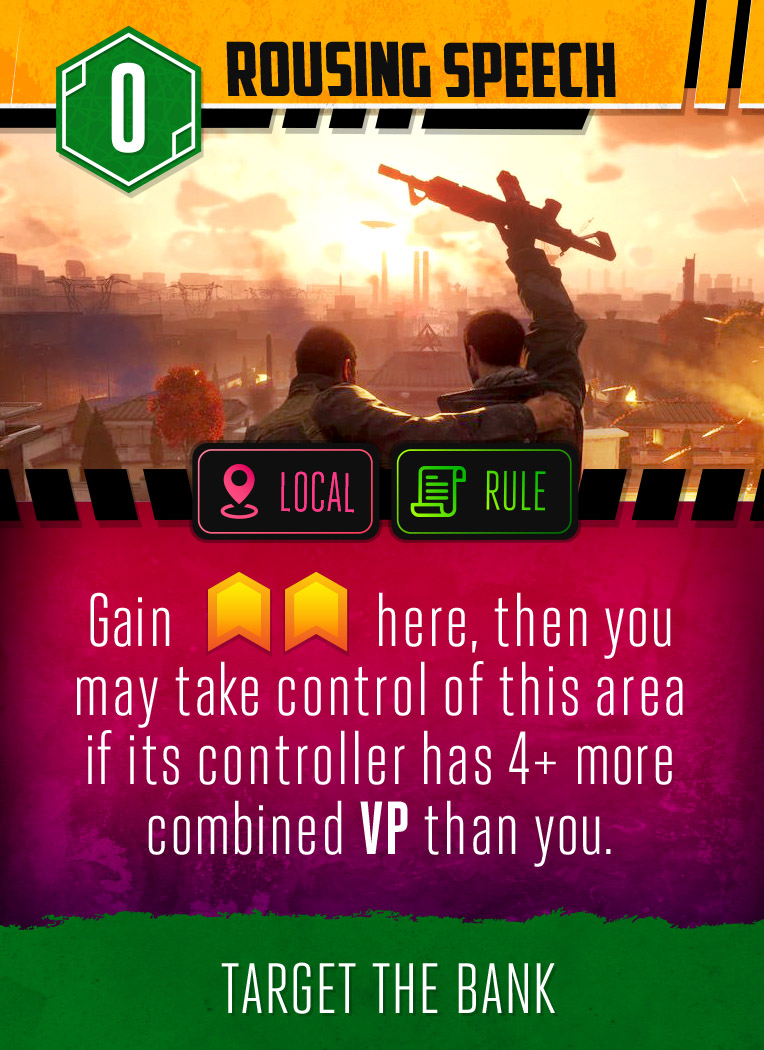 0
ROUSING SPEECH
LOCAL
RULE
Gain here, then you
may take control of this area
if its controller has 4+ more
combined VP than you.
TARGET THE BANK